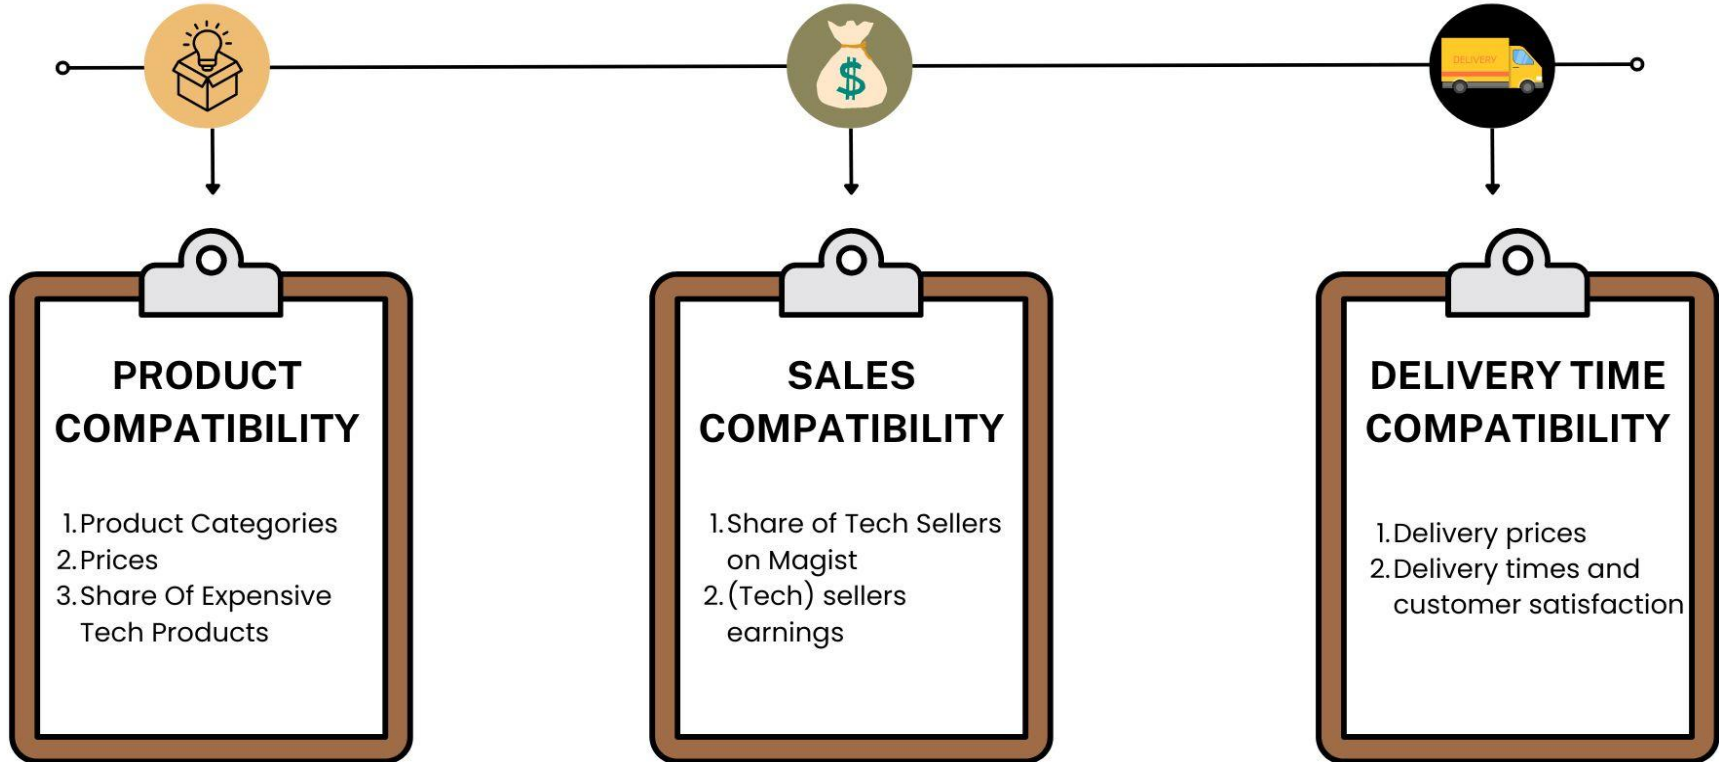 DELIVERY
PRODUCT
COMPATIBILITY
1.Product Categories
2.Prices
3.Share Of Expensive
Tech Products
SALES
COMPATIBILITY
1.Share of Tech Sellers
on Magist
2.(Tech) sellers
earnings
DELIVERY TIME
COMPATIBILITY
1.Delivery prices
2.Delivery times and
customer satisfaction